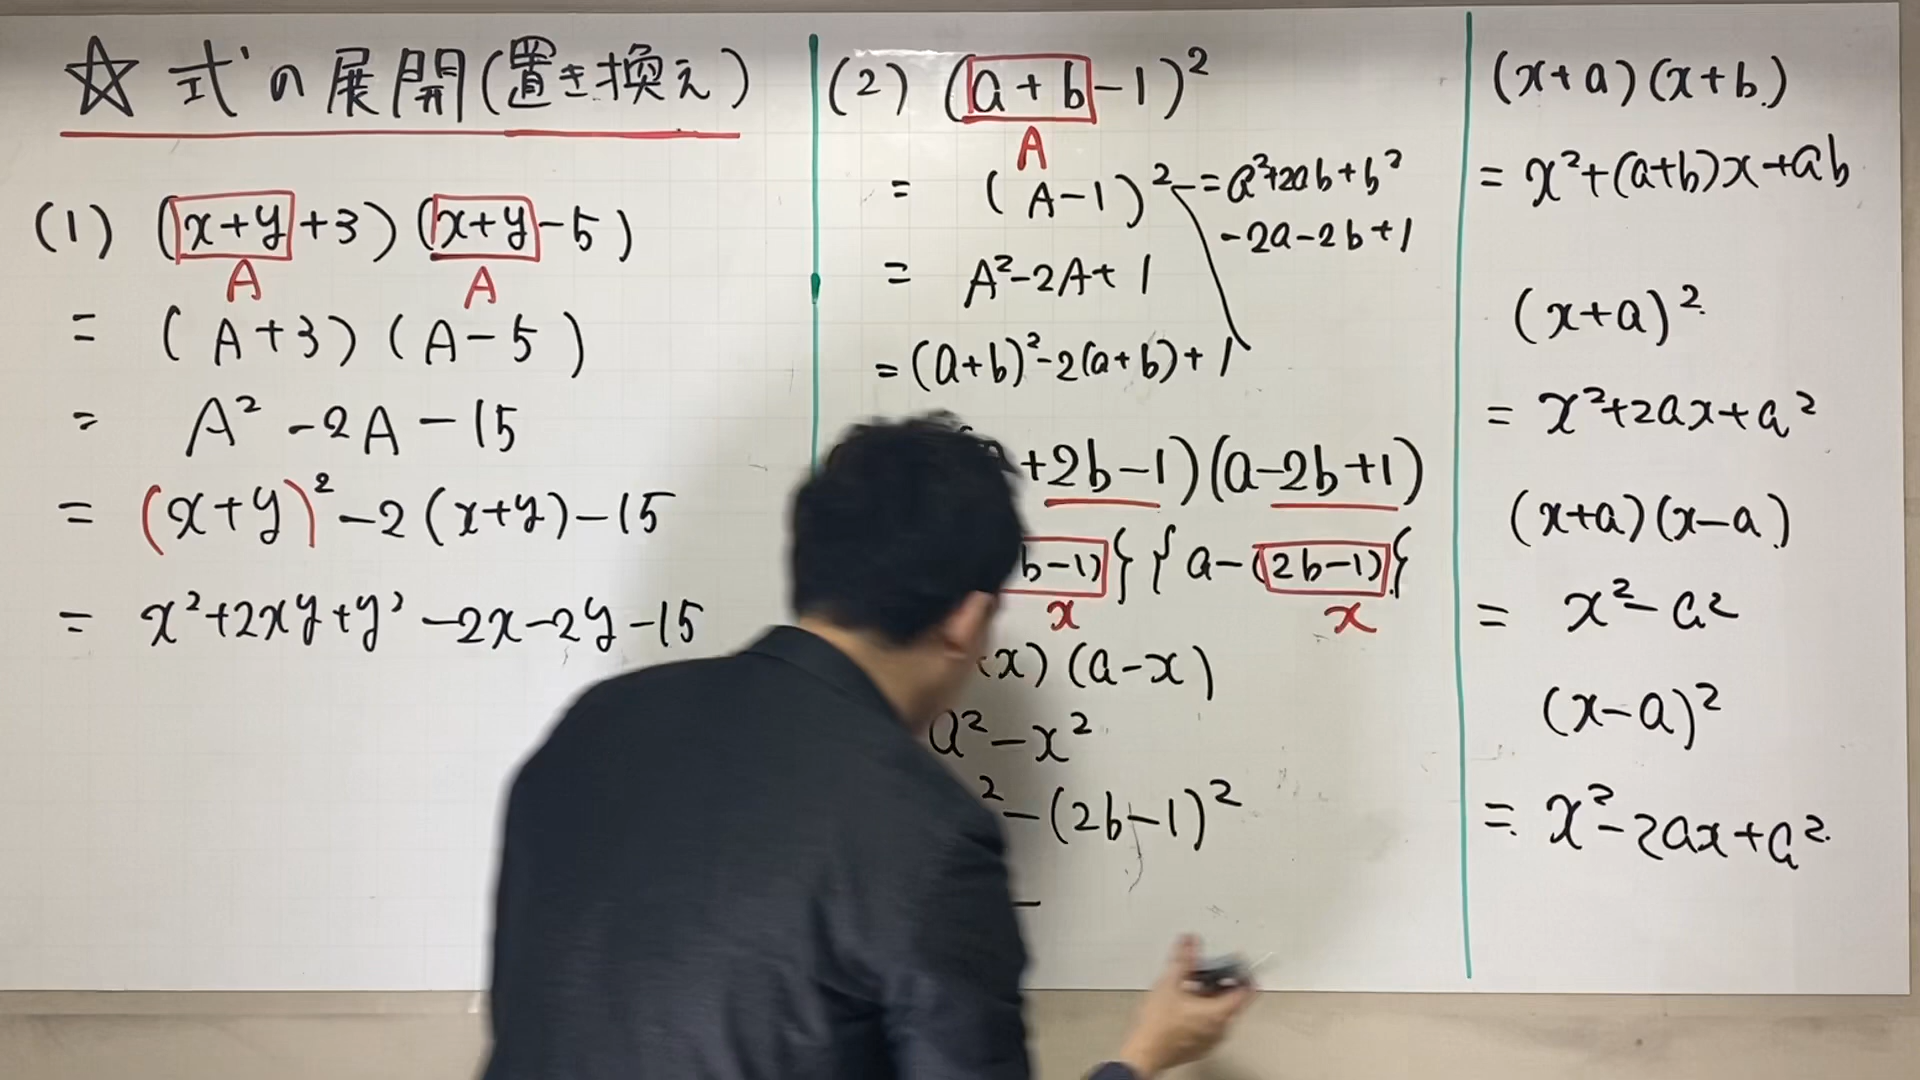 ☆ 式の展開(置き換え)
(1) (x+y+3)(x+y-5)
A A
= (A+3)(A-5)
= A²-2A-15
= (x+y)²-2(x+y)-15
= x²+2xy+y²-2x-2y-15
(2) (a+b-1)²
A
= (A-1)²
= A²-2A+1
= (a+b)²-2(a+b)+1
= a²+2ab+b²
-2a-2b+1
+2b-1)(a-2b+1)
b-1)}{a-(2b-1)}
x x
x)(a-x)
a²-x²
²-(2b-1)²
-
(x+a)(x+b)
= x²+(a+b)x+ab
(x+a)²
= x²+2ax+a²
(x+a)(x-a)
= x²-a²
(x-a)²
= x²-2ax+a²